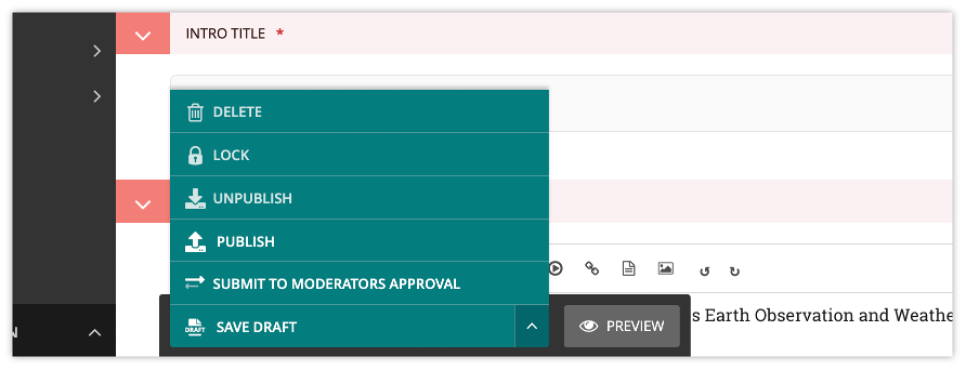 INTRO TITLE *
DELETE
LOCK
UNPUBLISH
PUBLISH
SUBMIT TO MODERATORS APPROVAL
DRAFT SAVE DRAFT
PREVIEW
s Earth Observation and Weathe
N